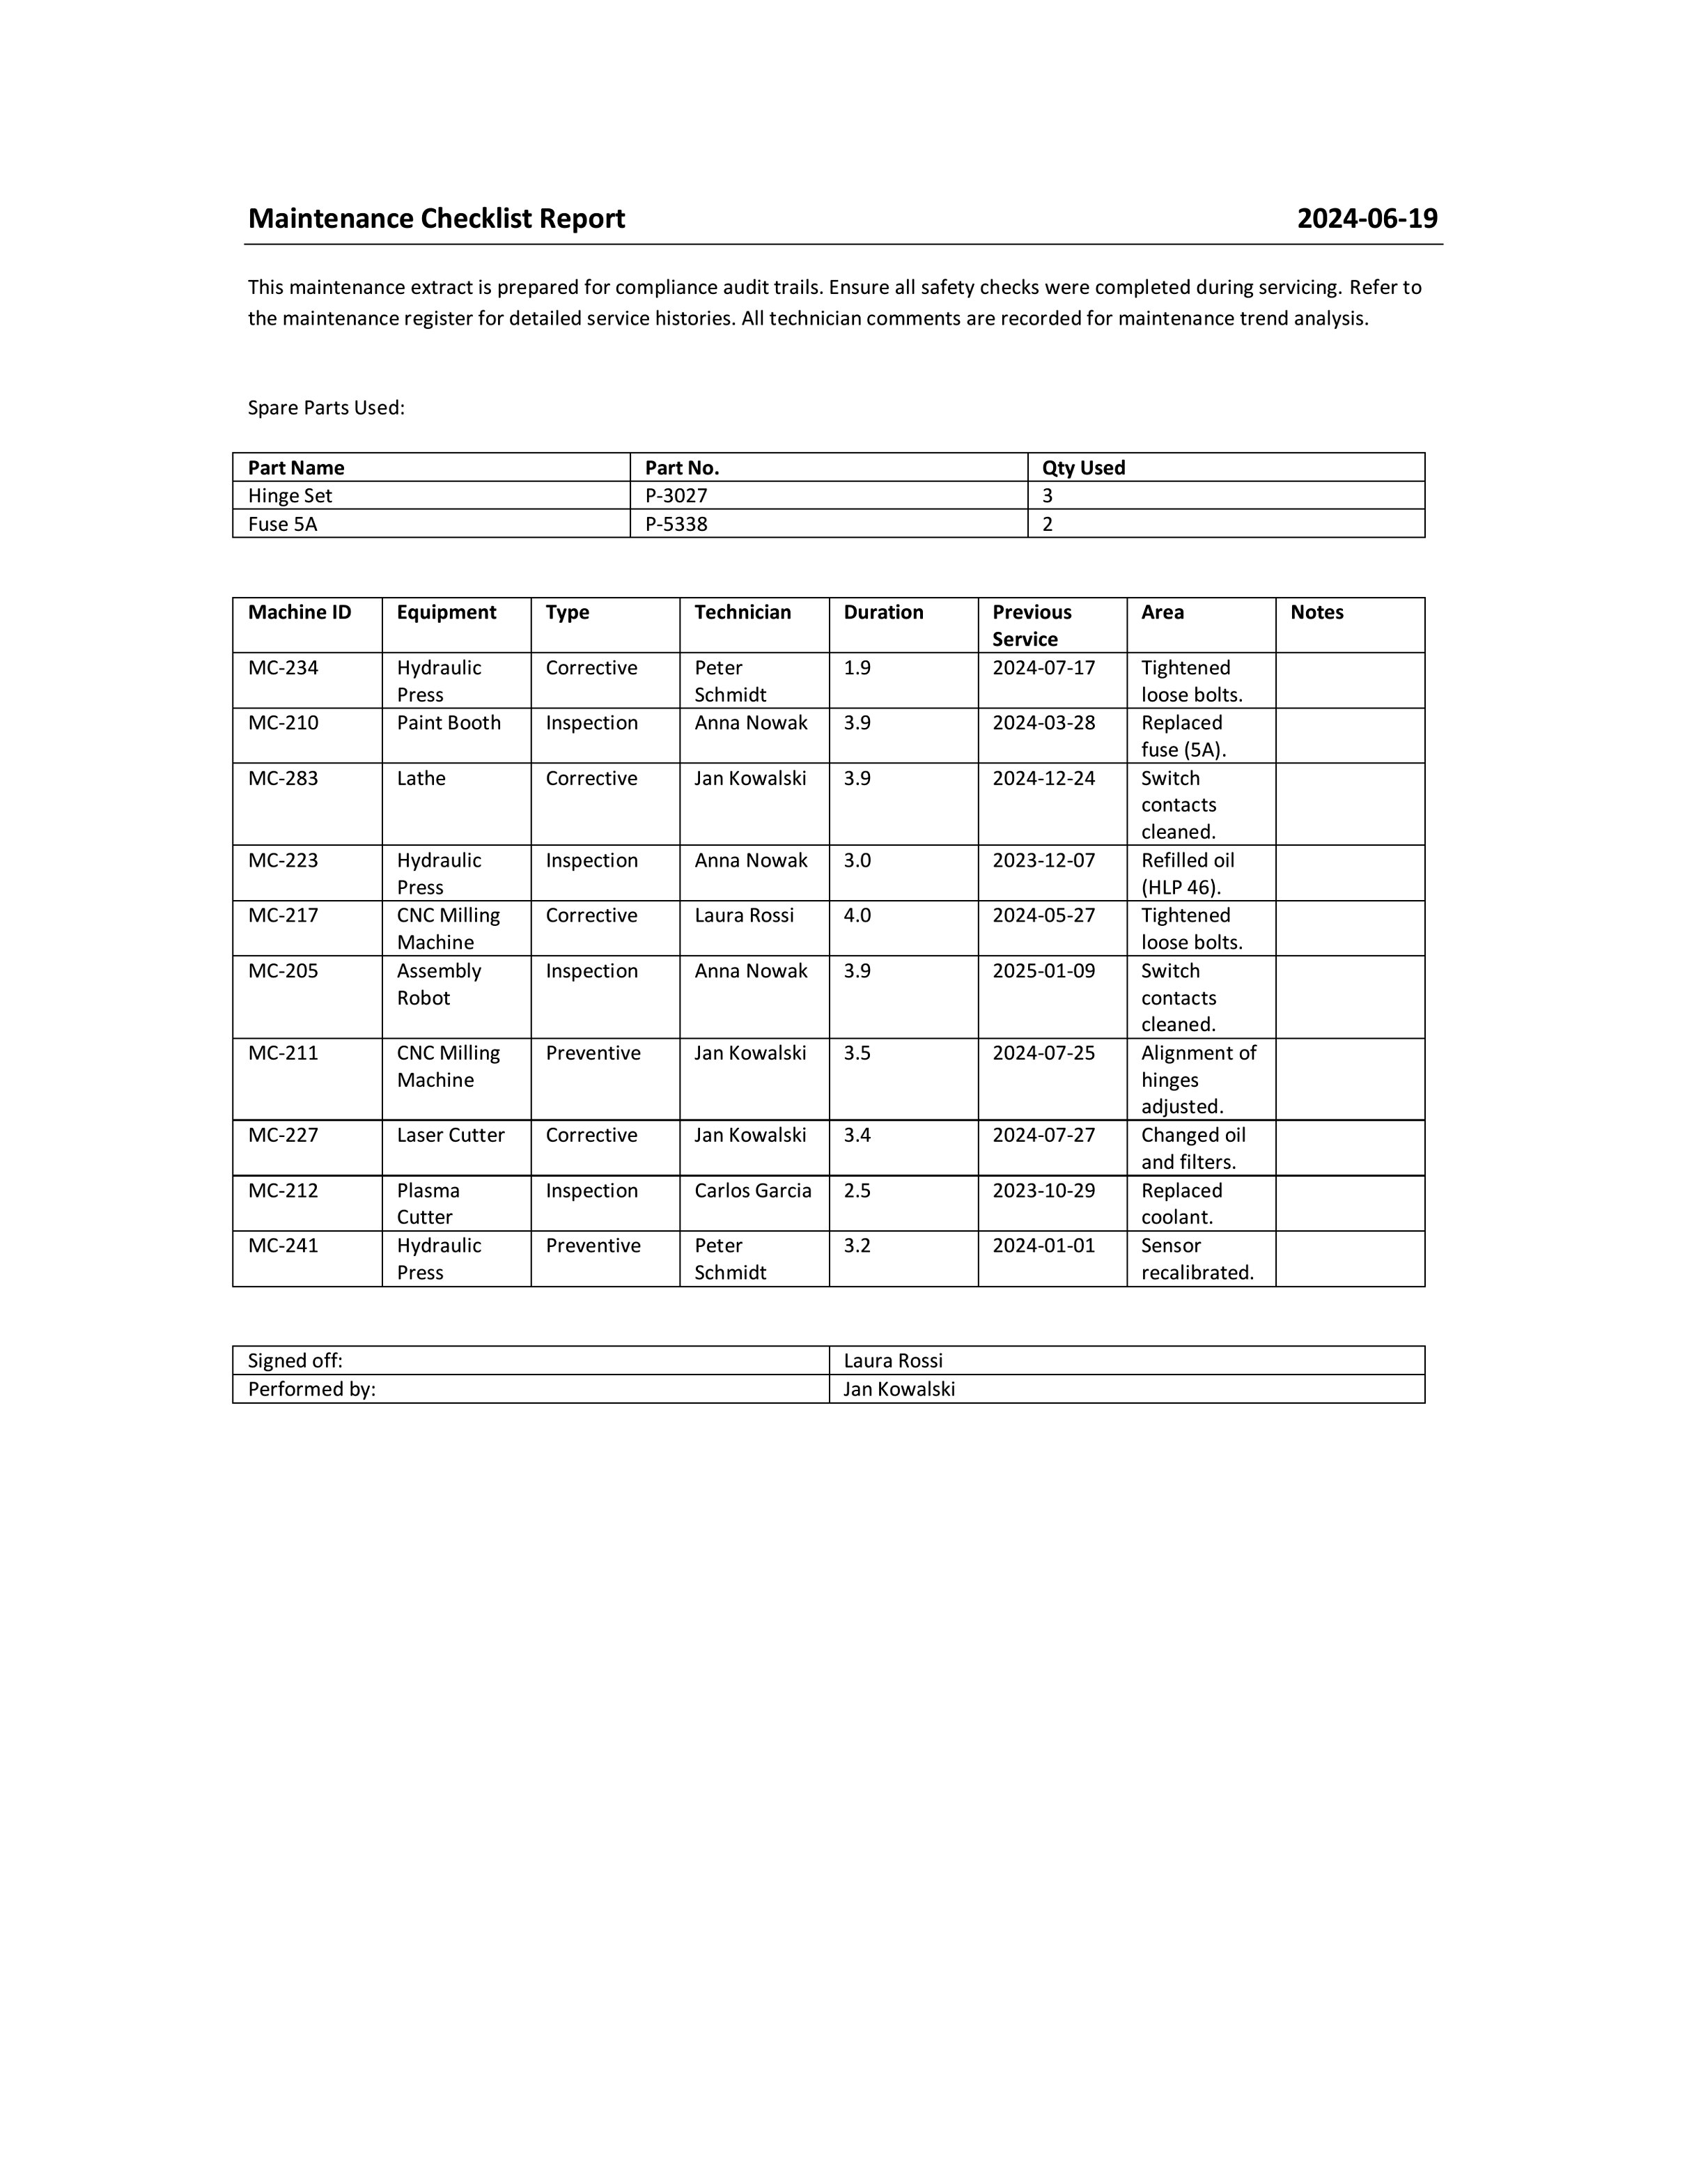 Maintenance Checklist Report 2024-06-19
This maintenance extract is prepared for compliance audit trails. Ensure all safety checks were completed during servicing. Refer to
the maintenance register for detailed service histories. All technician comments are recorded for maintenance trend analysis.
Spare Parts Used:
Part Name Part No. Qty Used
Hinge Set P-3027 3
Fuse 5A P-5338 2
Machine ID Equipment Type Technician Duration Previous Area Notes
Service
MC-234 Hydraulic Corrective Peter 1.9 2024-07-17 Tightened
Press Schmidt loose bolts.
MC-210 Paint Booth Inspection Anna Nowak 3.9 2024-03-28 Replaced
fuse (5A).
MC-283 Lathe Corrective Jan Kowalski 3.9 2024-12-24 Switch
contacts
cleaned.
MC-223 Hydraulic Inspection Anna Nowak 3.0 2023-12-07 Refilled oil
Press (HLP 46).
MC-217 CNC Milling Corrective Laura Rossi 4.0 2024-05-27 Tightened
Machine loose bolts.
MC-205 Assembly Inspection Anna Nowak 3.9 2025-01-09 Switch
Robot contacts
cleaned.
MC-211 CNC Milling Preventive Jan Kowalski 3.5 2024-07-25 Alignment of
Machine hinges
adjusted.
MC-227 Laser Cutter Corrective Jan Kowalski 3.4 2024-07-27 Changed oil
and filters.
MC-212 Plasma Inspection Carlos Garcia 2.5 2023-10-29 Replaced
Cutter coolant.
MC-241 Hydraulic Preventive Peter 3.2 2024-01-01 Sensor
Press Schmidt recalibrated.
Signed off: Laura Rossi
Performed by: Jan Kowalski